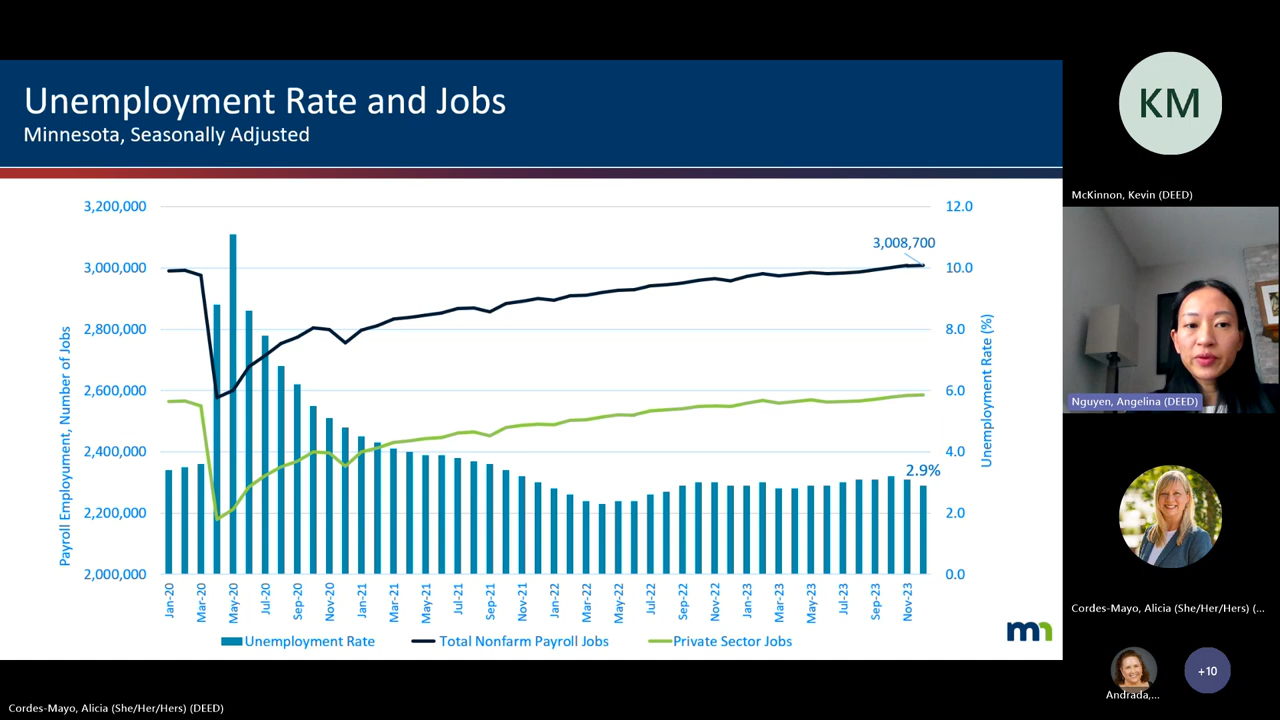 Unemployment Rate and Jobs
Minnesota, Seasonally Adjusted
3,200,000
3,000,000
2,800,000
2,600,000
2,400,000
2,200,000
2,000,000
Payroll Employument, Number of Jobs
12.0
10.0
8.0
6.0
4.0
2.0
0.0
Unemployment Rate (%)
3,008,700
2.9%
Jan-20
Mar-20
May-20
Jul-20
Sep-20
Nov-20
Jan-21
Mar-21
May-21
Jul-21
Sep-21
Nov-21
Jan-22
Mar-22
May-22
Jul-22
Sep-22
Nov-22
Jan-23
Mar-23
May-23
Jul-23
Sep-23
Nov-23
Unemployment Rate
Total Nonfarm Payroll Jobs
Private Sector Jobs
mn
KM
McKinnon, Kevin (DEED)
Nguyen, Angelina (DEED)
Cordes-Mayo, Alicia (She/Her/Hers) (...
Andrada,...
+10
Cordes-Mayo, Alicia (She/Her/Hers) (DEED)